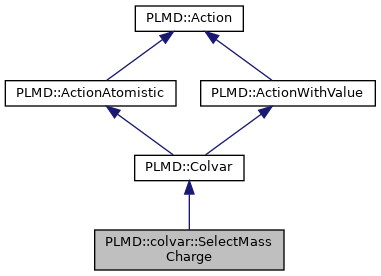 PLMD::Action
PLMD::ActionAtomistic
PLMD::ActionWithValue
PLMD::Colvar
PLMD::colvar::SelectMass
Charge